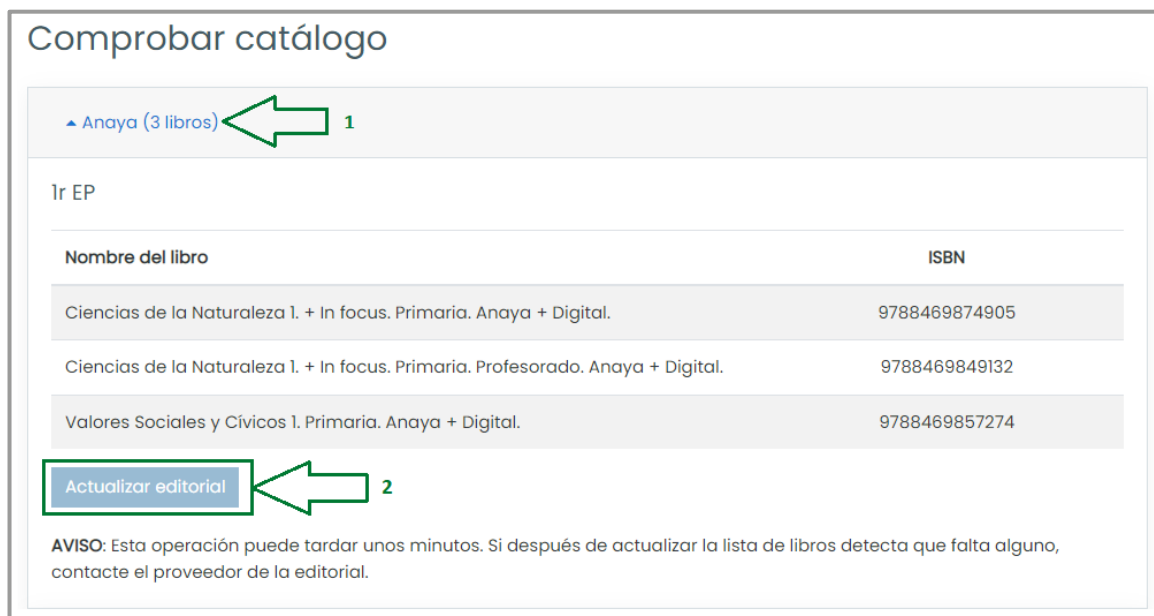 Comprobar catálogo
Anaya (3 libros) 1
1r EP
Nombre del libro ISBN
Ciencias de la Naturaleza 1. + In focus. Primaria. Anaya + Digital. 9788469874905
Ciencias de la Naturaleza 1. + In focus. Primaria. Profesorado. Anaya + Digital. 9788469849132
Valores Sociales y Cívicos 1. Primaria. Anaya + Digital. 9788469857274
Actualizar editorial 2
AVISO: Esta operación puede tardar unos minutos. Si después de actualizar la lista de libros detecta que falta alguno,
contacte el proveedor de la editorial.